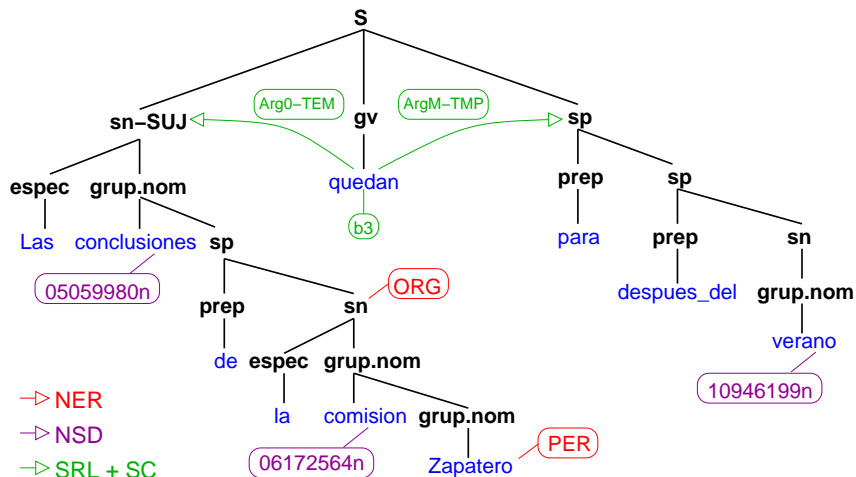 S
Arg0−TEM
ArgM−TMP
sn−SUJ gv sp
espec grup.nom quedan prep sp
b3
Las conclusiones sp para prep sn
05059980n
ORG
prep sn despues_del grup.nom
de espec grup.nom verano
10946199n
NER la comision grup.nom
NSD
06172564n Zapatero PER
SRL + SC